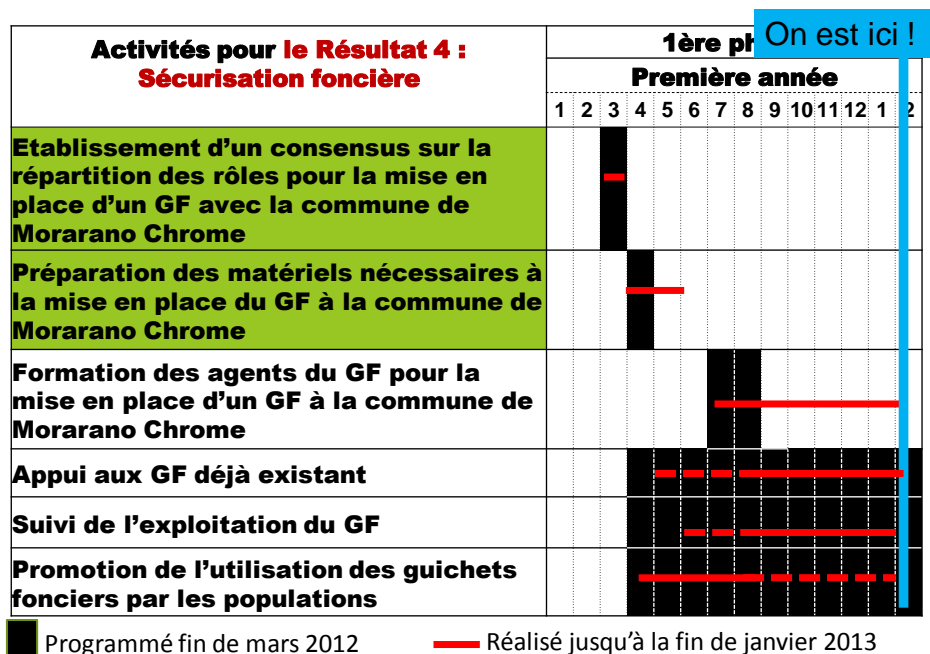 Activités pour le Résultat 4 :
Sécurisation foncière
1ère ph
On est ici !
Première année
1 2 3 4 5 6 7 8 9 10 11 12 1 2
Etablissement d’un consensus sur la
répartition des rôles pour la mise en
place d’un GF avec la commune de
Morarano Chrome
Préparation des matériels nécessaires à
la mise en place du GF à la commune de
Morarano Chrome
Formation des agents du GF pour la
mise en place d’un GF à la commune de
Morarano Chrome
Appui aux GF déjà existant
Suivi de l’exploitation du GF
Promotion de l’utilisation des guichets
fonciers par les populations
Programmé fin de mars 2012
Réalisé jusqu’à la fin de janvier 2013